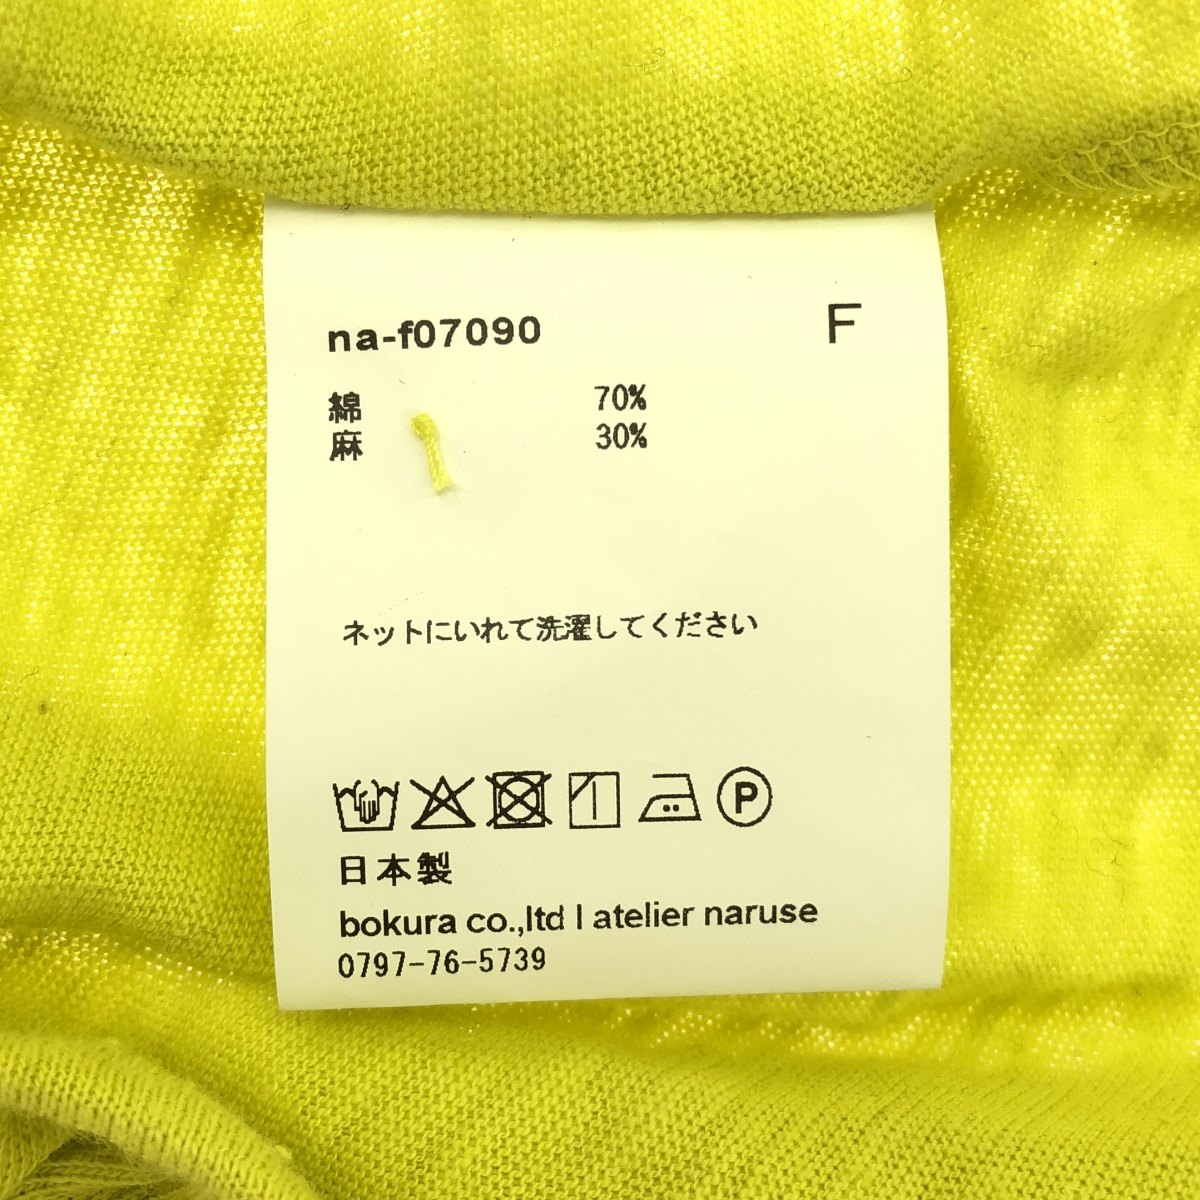 na-f07090 F
綿 70%
麻 30%
ネットにいれて洗濯してください
P
日本製
bokura co.,ltd l atelier naruse
0797-76-5739